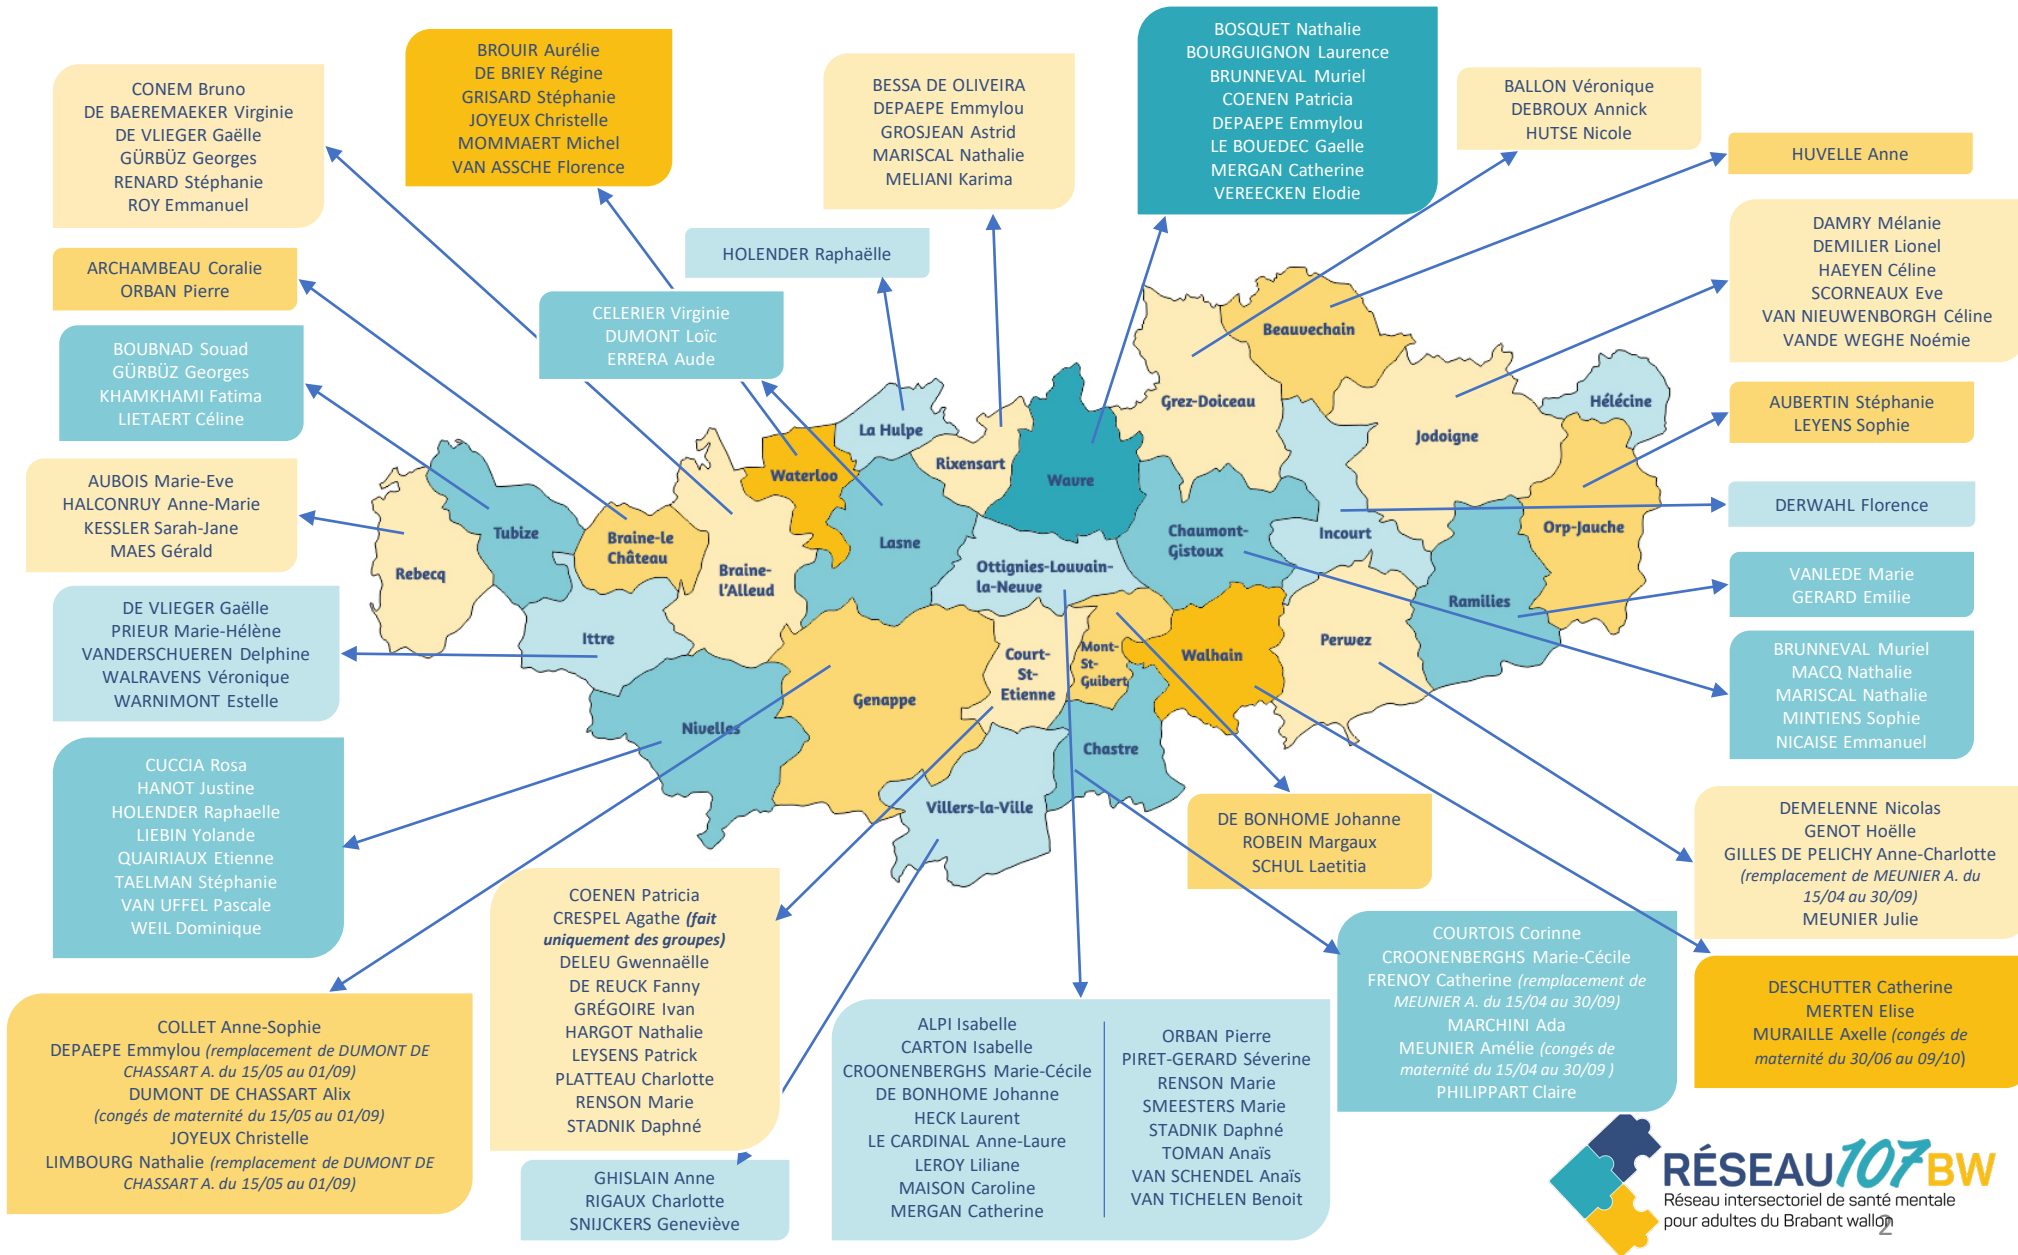 CONEM Bruno
DE BAEREMAEKER Virginie
DE VLIEGER Gaëlle
GÜRBÜZ Georges
RENARD Stéphanie
ROY Emmanuel
BROUIR Aurélie
DE BRIEY Régine
GRISARD Stéphanie
JOYEUX Christelle
MOMMAERT Michel
VAN ASSCHE Florence
BESSA DE OLIVEIRA
DEPAEPE Emmylou
GROSJEAN Astrid
MARISCAL Nathalie
MELIANI Karima
BOSQUET Nathalie
BOURGUIGNON Laurence
BRUNNEVAL Muriel
COENEN Patricia
DEPAEPE Emmylou
LE BOUEDEC Gaelle
MERGAN Catherine
VEREECKEN Elodie
BALLON Véronique
DEBROUX Annick
HUTSE Nicole
HUVELLE Anne
ARCHAMBEAU Coralie
ORBAN Pierre
HOLENDER Raphaëlle
CELERIER Virginie
DUMONT Loïc
ERRERA Aude
DAMRY Mélanie
DEMILIER Lionel
HAEYEN Céline
SCORNEAUX Eve
VAN NIEUWENBORGH Céline
VANDE WEGHE Noémie
BOUBNAD Souad
GÜRBÜZ Georges
KHAMKHAMI Fatima
LIETAERT Céline
AUBERTIN Stéphanie
LEYENS Sophie
AUBOIS Marie-Eve
HALCONRUY Anne-Marie
KESSLER Sarah-Jane
MAES Gérald
DERWAHL Florence
VANLEDE Marie
GERARD Emilie
DE VLIEGER Gaëlle
PRIEUR Marie-Hélène
VANDERSCHUEREN Delphine
WALRAVENS Véronique
WARNIMONT Estelle
BRUNNEVAL Muriel
MACQ Nathalie
MARISCAL Nathalie
MINTIENS Sophie
NICAISE Emmanuel
Beauvechain
Grez-Doiceau
Hélécine
La Hulpe
Jodoigne
Rixensart
Waterloo
Wavre
Tubize
Braine-le
Château
Lasne
Chaumont-
Gistoux
Incourt
Orp-Jauche
Rebecq
Braine-
l'Alleud
Ottignies-Louvain-
la-Neuve
Ramilies
Ittre
Court-
St-
Etienne
Mont-
St-
Guibert
Walhain
Perwez
Genappe
Nivelles
Chastre
Villers-la-Ville
CUCCIA Rosa
HANOT Justine
HOLENDER Raphaelle
LIEBIN Yolande
QUAIRIAUX Etienne
TAELMAN Stéphanie
VAN UFFEL Pascale
WEIL Dominique
DE BONHOME Johanne
ROBEIN Margaux
SCHUL Laetitia
DEMELENNE Nicolas
GENOT Hoëlle
GILLES DE PELICHY Anne-Charlotte
(remplacement de MEUNIER A. du
15/04 au 30/09)
MEUNIER Julie
COENEN Patricia
CRESPEL Agathe (fait
uniquement des groupes)
DELEU Gwennaëlle
DE REUCK Fanny
GRÉGOIRE Ivan
HARGOT Nathalie
LEYSENS Patrick
PLATTEAU Charlotte
RENSON Marie
STADNIK Daphné
COURTOIS Corinne
CROONENBERGHS Marie-Cécile
FRENOY Catherine (remplacement de
MEUNIER A. du 15/04 au 30/09)
MARCHINI Ada
MEUNIER Amélie (congés de
maternité du 15/04 au 30/09 )
PHILIPPART Claire
DESCHUTTER Catherine
MERTEN Elise
MURAILLE Axelle (congés de
maternité du 30/06 au 09/10)
COLLET Anne-Sophie
DEPAEPE Emmylou (remplacement de DUMONT DE
CHASSART A. du 15/05 au 01/09)
DUMONT DE CHASSART Alix
(congés de maternité du 15/05 au 01/09)
JOYEUX Christelle
LIMBOURG Nathalie (remplacement de DUMONT DE
CHASSART A. du 15/05 au 01/09)
ALPI Isabelle
CARTON Isabelle
CROONENBERGHS Marie-Cécile
DE BONHOME Johanne
HECK Laurent
LE CARDINAL Anne-Laure
LEROY Liliane
MAISON Caroline
MERGAN Catherine
ORBAN Pierre
PIRET-GERARD Séverine
RENSON Marie
SMEESTERS Marie
STADNIK Daphné
TOMAN Anaïs
VAN SCHENDEL Anaïs
VAN TICHELEN Benoit
GHISLAIN Anne
RIGAUX Charlotte
SNIJCKERS Geneviève
RÉSEAU107BW
Réseau intersectoriel de santé mentale
pour adultes du Brabant wallon
2